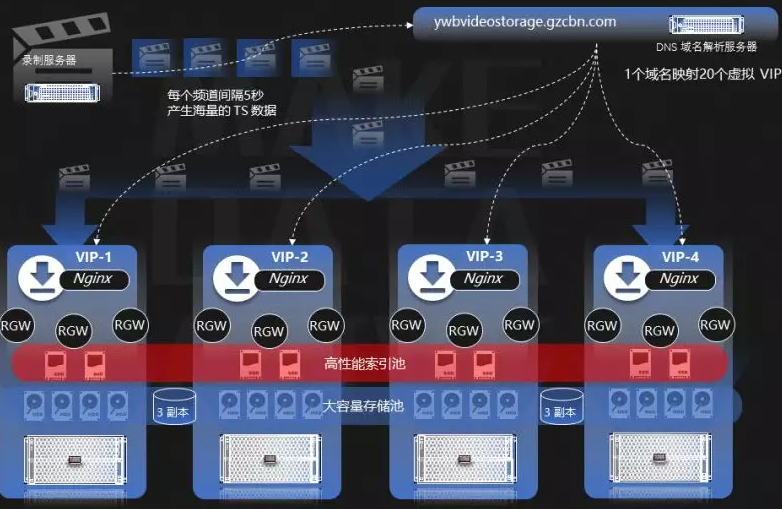 ywbvideostorage.gzcbn.com
DNS 域名解析服务器
录制服务器
1个域名映射20个虚拟 VIP
每个频道间隔5秒
产生海量的 TS 数据
VIP-1
Nginx
VIP-2
Nginx
VIP-3
Nginx
VIP-4
Nginx
RGW
RGW
RGW
RGW
RGW
RGW
RGW
RGW
RGW
RGW
RGW
RGW
高性能索引池
3 副本
大容量存储池
3 副本